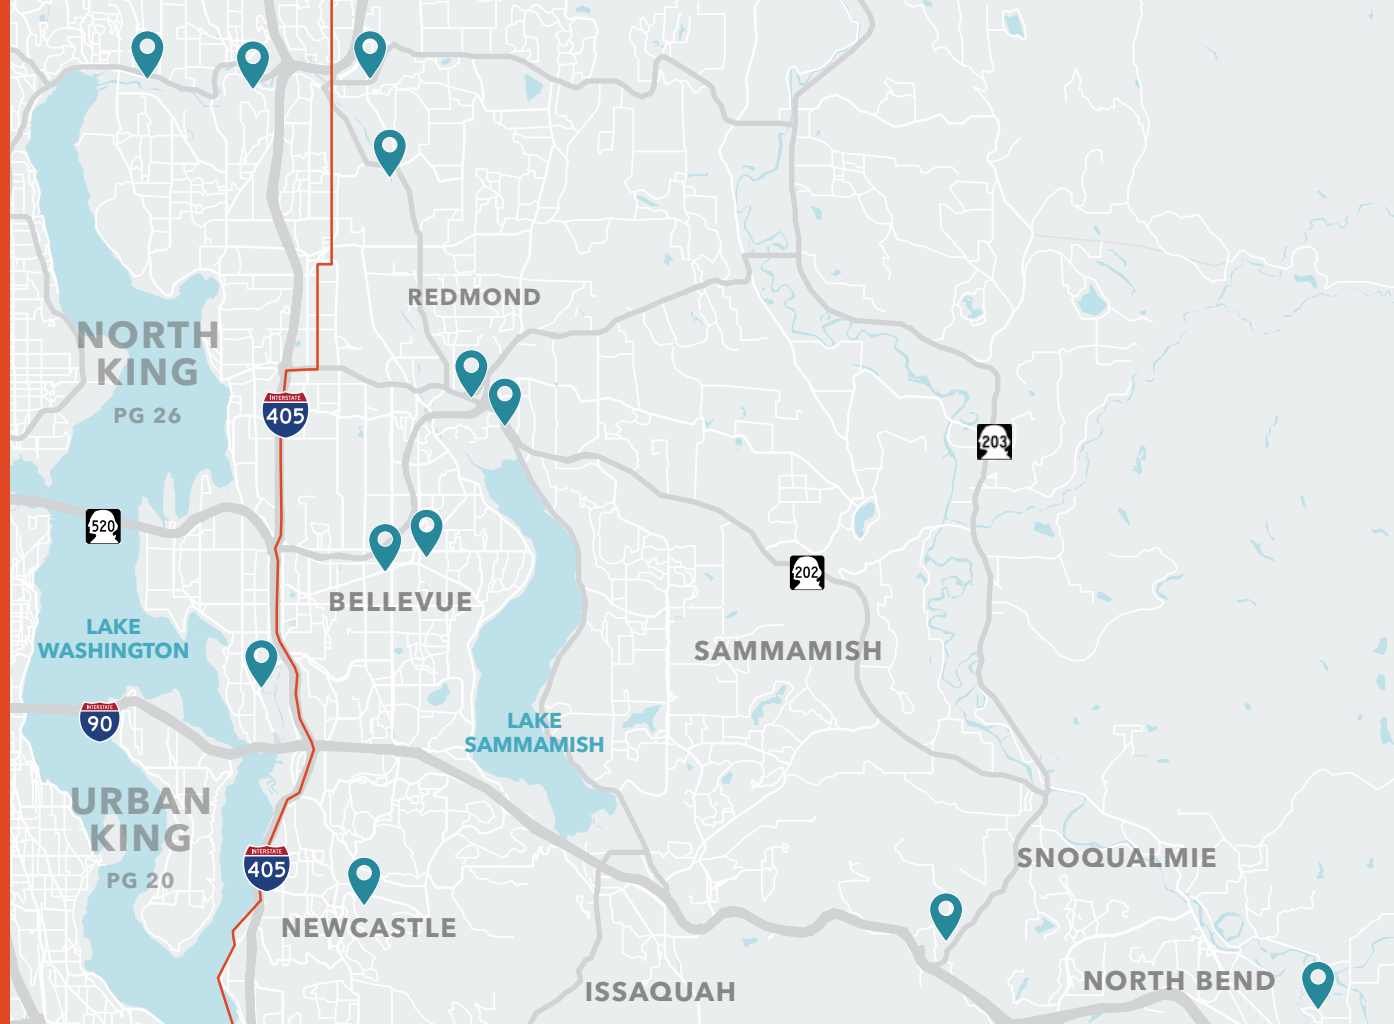 REDMOND
NORTH
KING
PG 26
INTERSTATE
405
203
520
202
BELLEVUE
LAKE
WASHINGTON
SAMMAMISH
INTERSTATE
90
LAKE
SAMMAMISH
URBAN
KING
PG 20
INTERSTATE
405
SNOQUALMIE
NEWCASTLE
NORTH BEND
ISSAQUAH